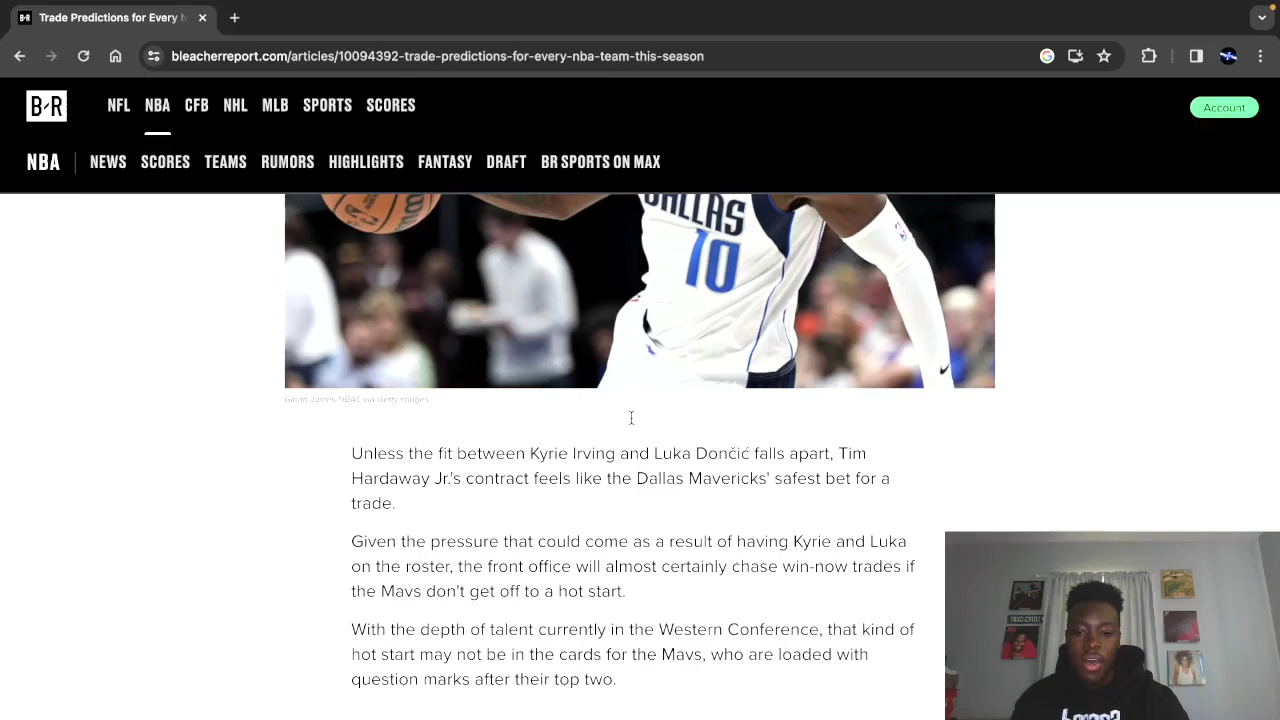 B/R Trade Predictions for Every N
bleacherreport.com/articles/10094392-trade-predictions-for-every-nba-team-this-season
B/R NFL NBA CFB NHL MLB SPORTS SCORES
Account
NBA NEWS SCORES TEAMS RUMORS HIGHLIGHTS FANTASY DRAFT BR SPORTS ON MAX
DALLAS
10
Glenn James/NBAE via Getty Images
Unless the fit between Kyrie Irving and Luka Dončić falls apart, Tim
Hardaway Jr.'s contract feels like the Dallas Mavericks' safest bet for a
trade.
Given the pressure that could come as a result of having Kyrie and Luka
on the roster, the front office will almost certainly chase win-now trades if
the Mavs don't get off to a hot start.
With the depth of talent currently in the Western Conference, that kind of
hot start may not be in the cards for the Mavs, who are loaded with
question marks after their top two.